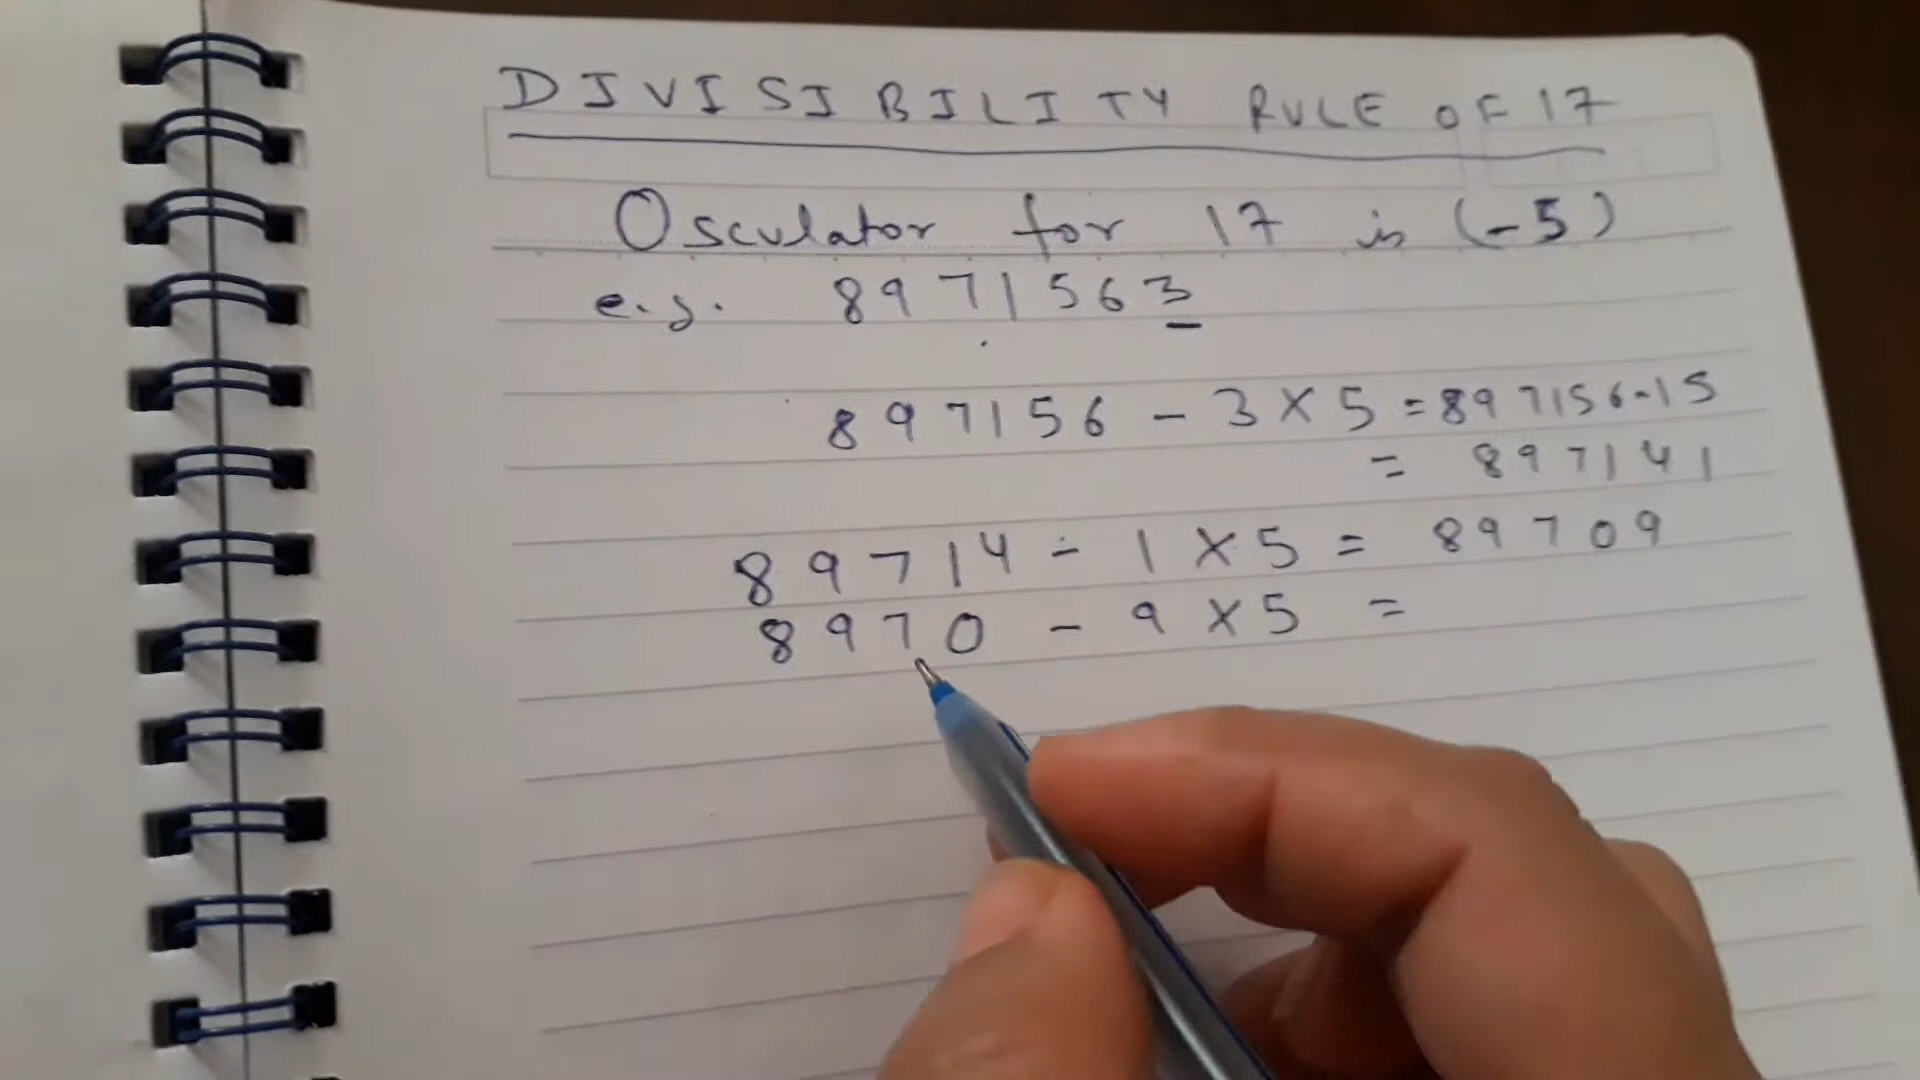 DIVISIBILITY RULE OF 17
Osculator for 17 is (-5)
e.g. 8971563
897156 - 3 × 5 = 897156-15
= 897141
89714 - 1 × 5 = 89709
8970 - 9 × 5 =